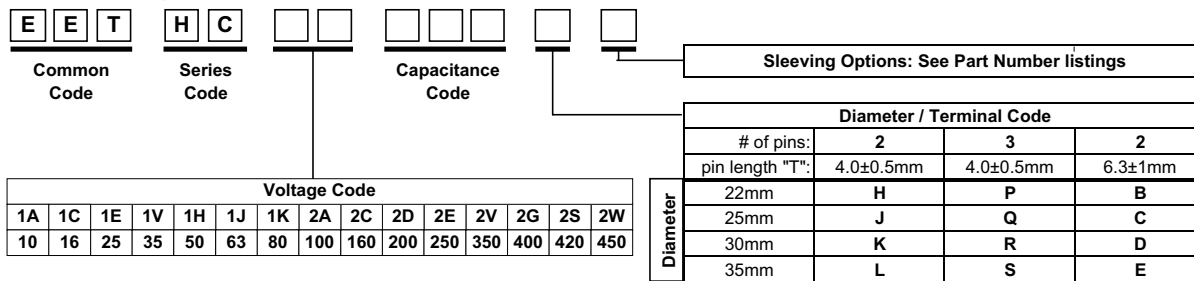 E E T H C
Common Code
Series Code
Capacitance Code
Sleeving Options: See Part Number listings
Diameter / Terminal Code
# of pins: 2 3 2
pin length "T": 4.0±0.5mm 4.0±0.5mm 6.3±1mm
Diameter
22mm H P B
25mm J Q C
30mm K R D
35mm L S E
Voltage Code
1A 1C 1E 1V 1H 1J 1K 2A 2C 2D 2E 2V 2G 2S 2W
10 16 25 35 50 63 80 100 160 200 250 350 400 420 450